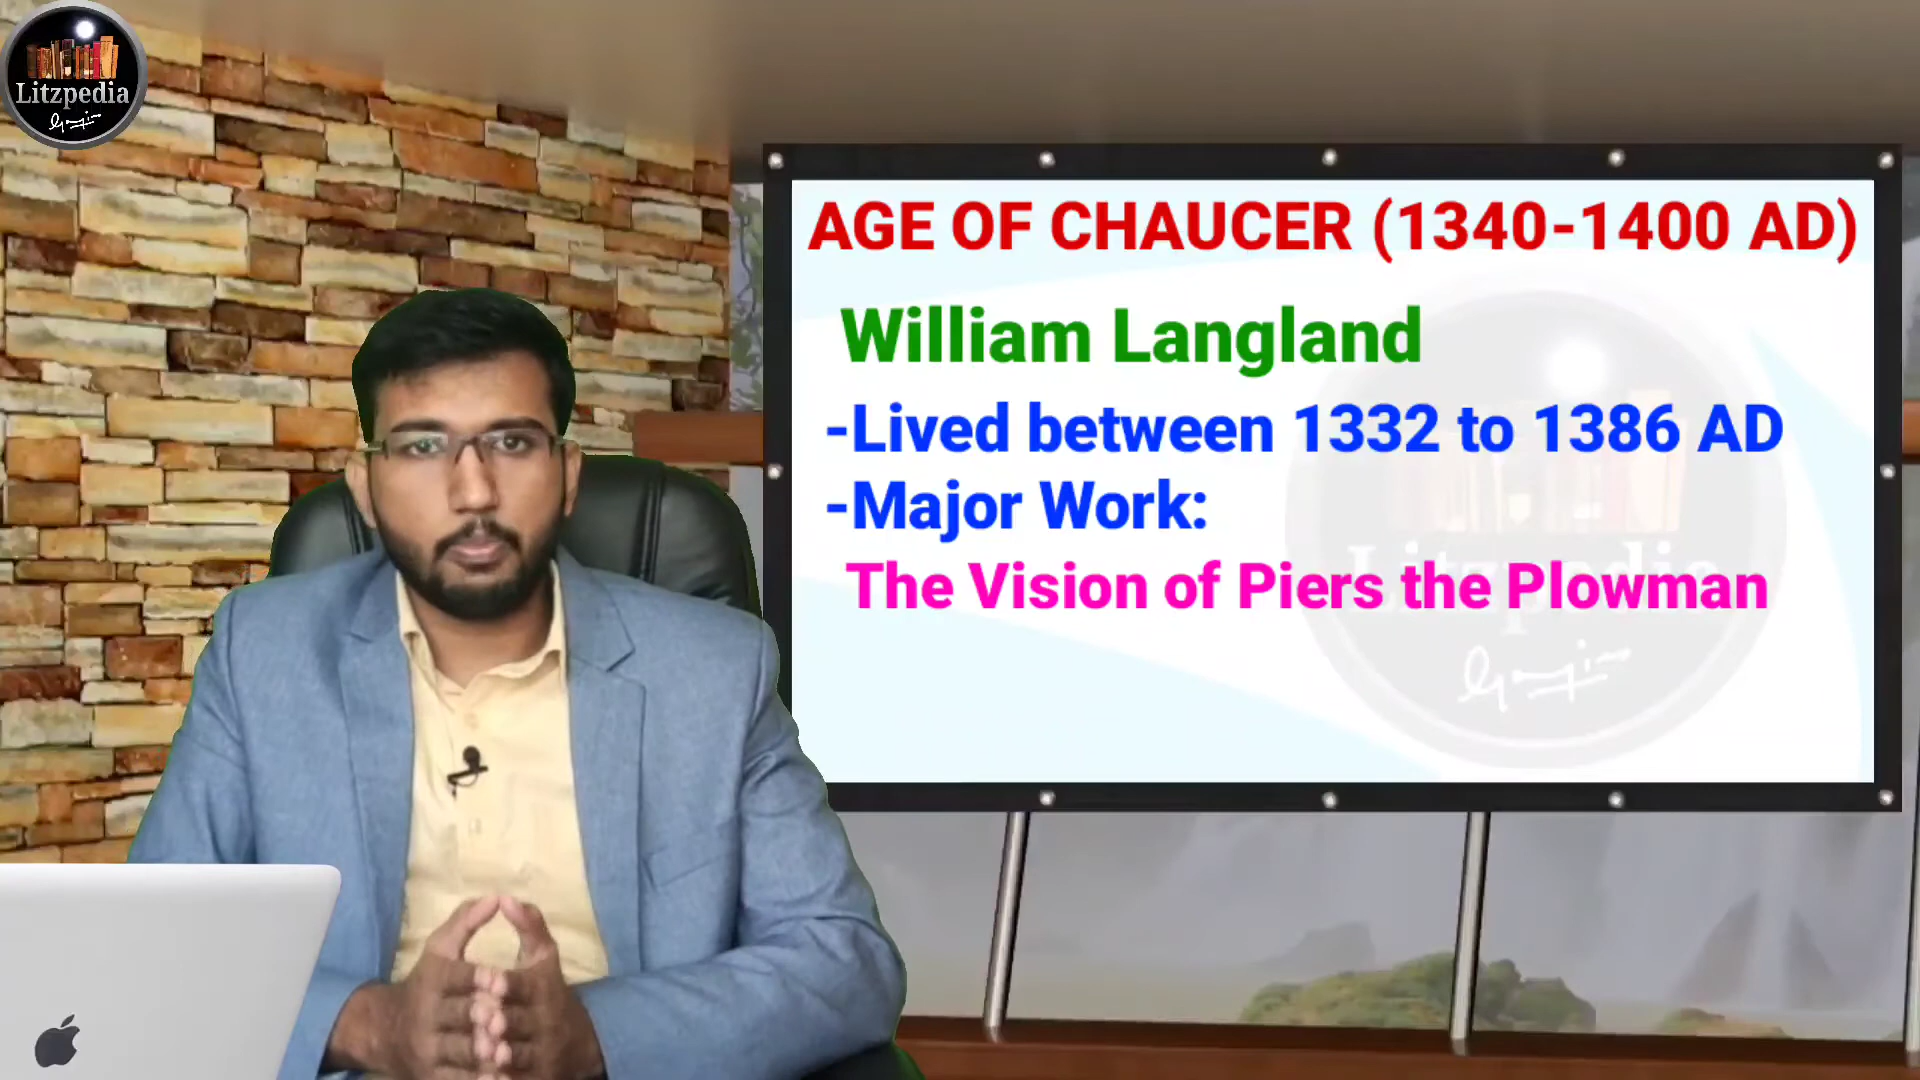 Litzpedia
AGE OF CHAUCER (1340-1400 AD)
William Langland
-Lived between 1332 to 1386 AD
-Major Work:
The Vision of Piers the Plowman
Litzpedia